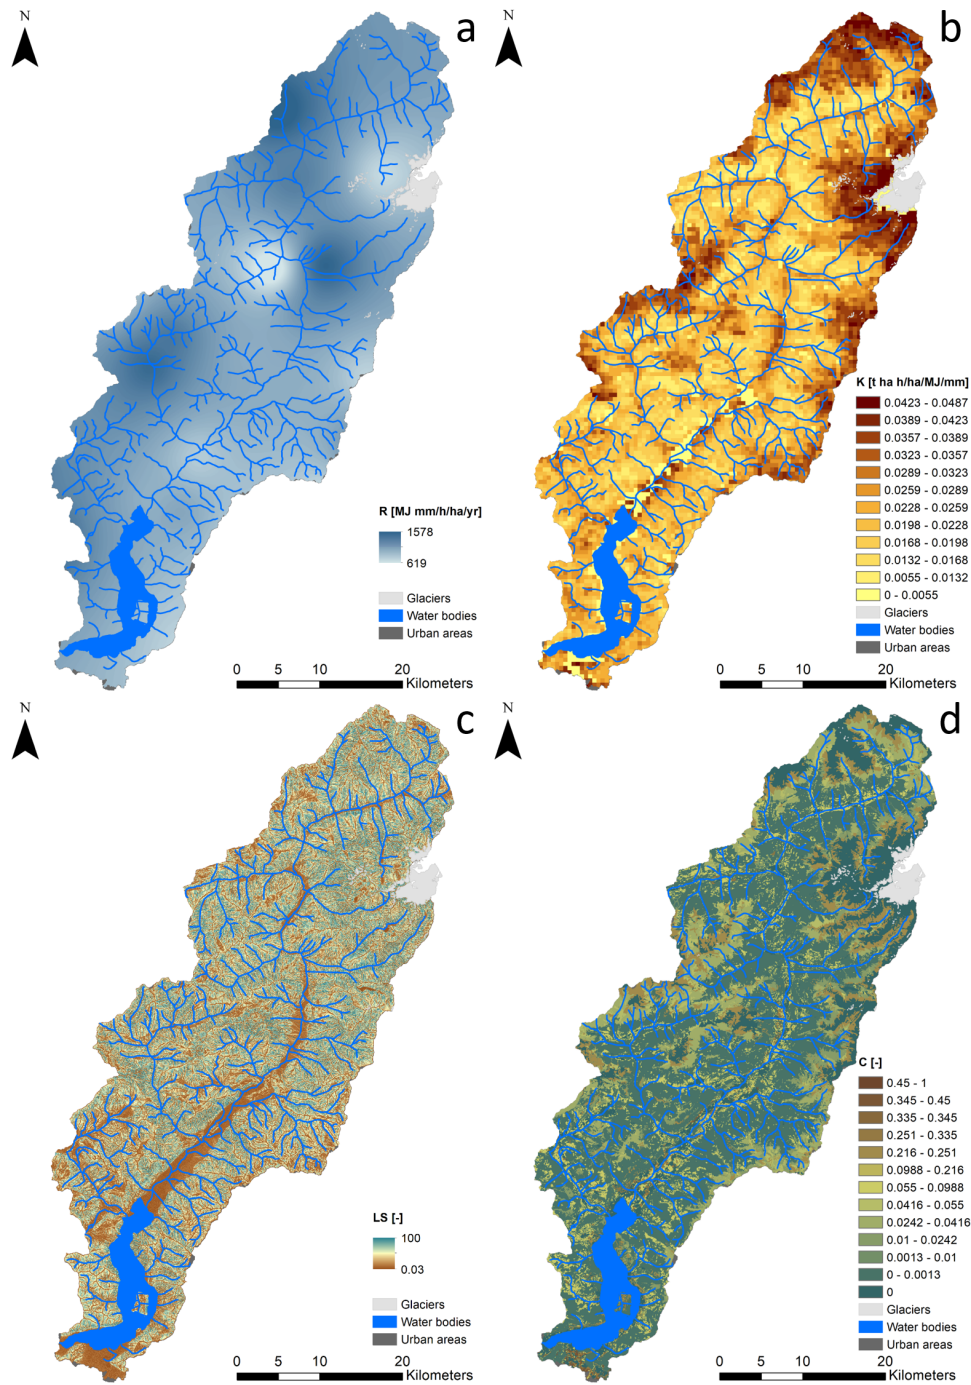 N
a
R [MJ mm/h/ha/yr]
1578
619
Glaciers
Water bodies
Urban areas
0 5 10 20
Kilometers
N
b
K [t ha h/ha/MJ/mm]
0.0423 - 0.0487
0.0389 - 0.0423
0.0357 - 0.0389
0.0323 - 0.0357
0.0289 - 0.0323
0.0259 - 0.0289
0.0228 - 0.0259
0.0198 - 0.0228
0.0168 - 0.0198
0.0132 - 0.0168
0.0055 - 0.0132
0 - 0.0055
Glaciers
Water bodies
Urban areas
0 5 10 20
Kilometers
N
c
LS [-]
100
0.03
Glaciers
Water bodies
Urban areas
0 5 10 20
Kilometers
N
d
C [-]
0.45 - 1
0.345 - 0.45
0.335 - 0.345
0.251 - 0.335
0.216 - 0.251
0.0988 - 0.216
0.055 - 0.0988
0.0416 - 0.055
0.0242 - 0.0416
0.01 - 0.0242
0.0013 - 0.01
0 - 0.0013
0
Glaciers
Water bodies
Urban areas
0 5 10 20
Kilometers